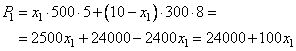 P₁ = x₁ · 500 · 5 + (10 − x₁) · 300 · 8 =
= 2500x₁ + 24000 − 2400x₁ = 24000 + 100x₁